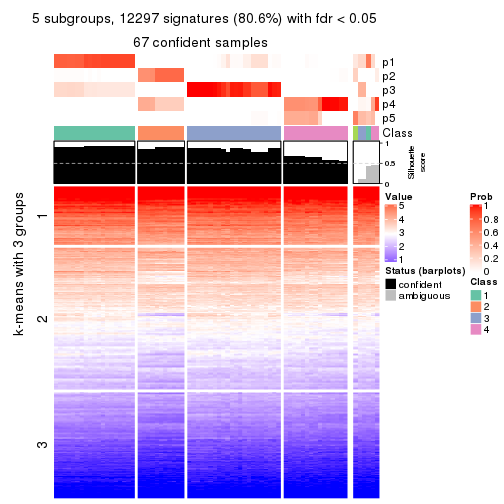 5 subgroups, 12297 signatures (80.6%) with fdr < 0.05
67 confident samples
p1
p2
p3
p4
p5
Class
1
0.5
0
Silhouette
score
k-means with 3 groups
1
2
3
Value
5
4
3
2
1
Status (barplots)
confident
ambiguous
Prob
1
0.8
0.6
0.4
0.2
0
Class
1
2
3
4